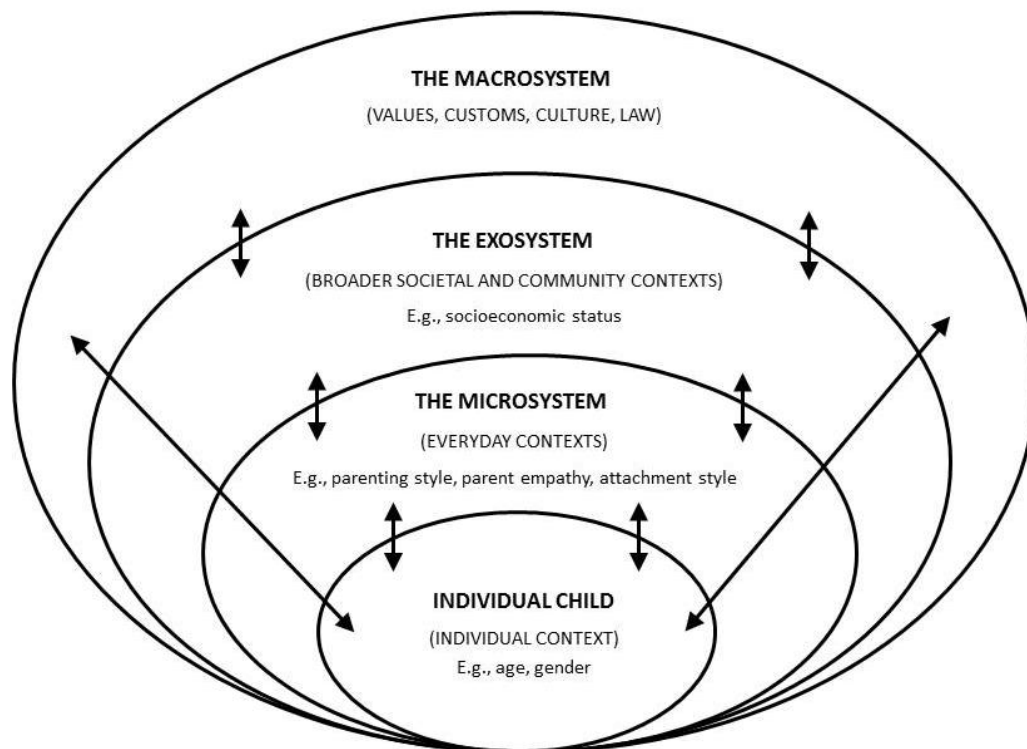 THE MACROSYSTEM
(VALUES, CUSTOMS, CULTURE, LAW)
THE EXOSYSTEM
(BROADER SOCIETAL AND COMMUNITY CONTEXTS)
E.g., socioeconomic status
THE MICROSYSTEM
(EVERYDAY CONTEXTS)
E.g., parenting style, parent empathy, attachment style
INDIVIDUAL CHILD
(INDIVIDUAL CONTEXT)
E.g., age, gender